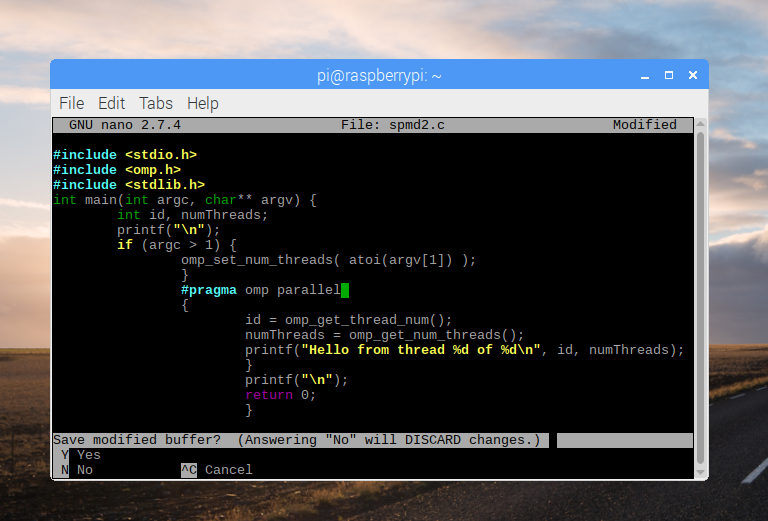 pi@raspberrypi: ~
File Edit Tabs Help
GNU nano 2.7.4 File: spmd2.c Modified
#include <stdio.h>
#include <omp.h>
#include <stdlib.h>
int main(int argc, char** argv) {
int id, numThreads;
printf("\n");
if (argc > 1) {
omp_set_num_threads( atoi(argv[1]) );
}
#pragma omp parallel
{
id = omp_get_thread_num();
numThreads = omp_get_num_threads();
printf("Hello from thread %d of %d\n", id, numThreads);
}
printf("\n");
return 0;
}
Save modified buffer?  (Answering "No" will DISCARD changes.)
Y Yes
N No ^C Cancel